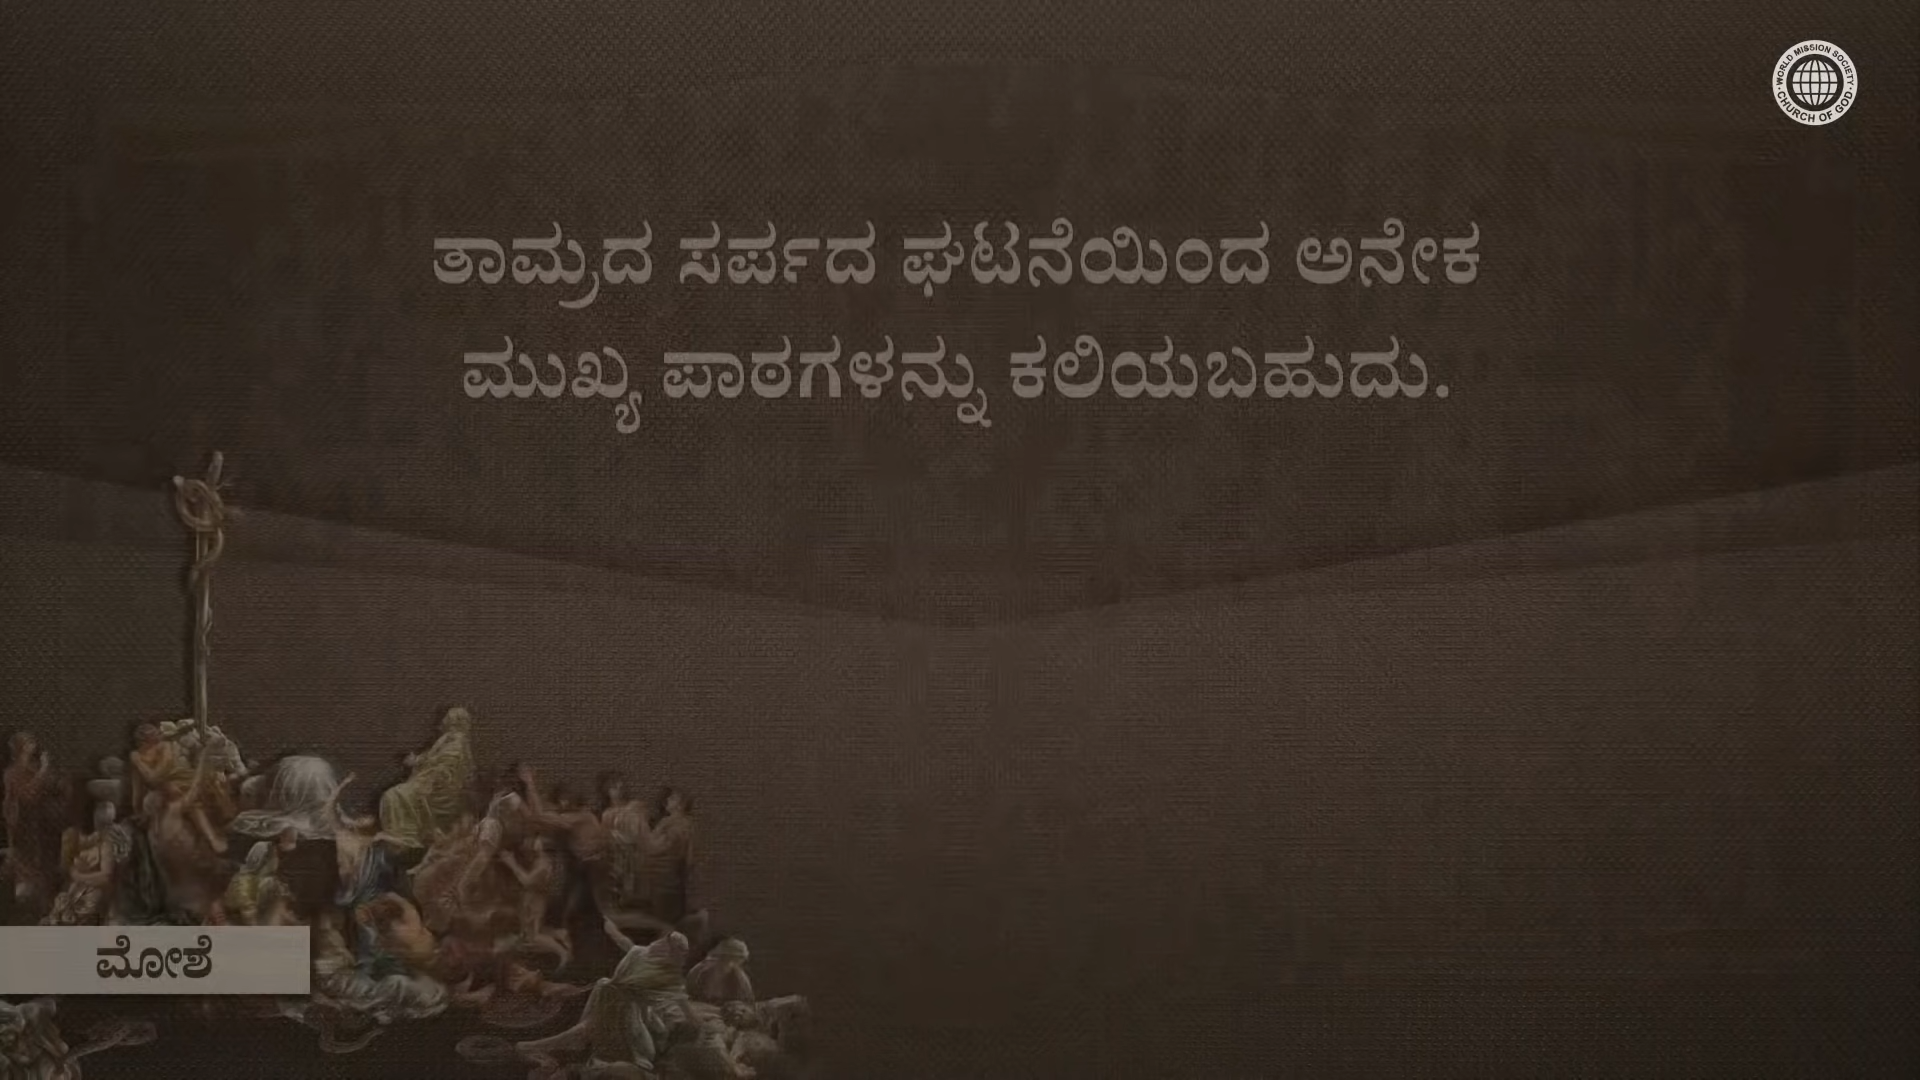 WORLD MISSION SOCIETY
CHURCH OF GOD
ತಾಮ್ರದ ಸರ್ಪದ ಘಟನೆಯಿಂದ ಅನೇಕ
ಮುಖ್ಯ ಪಾಠಗಳನ್ನು ಕಲಿಯಬಹುದು.
ಮೋಶೆ